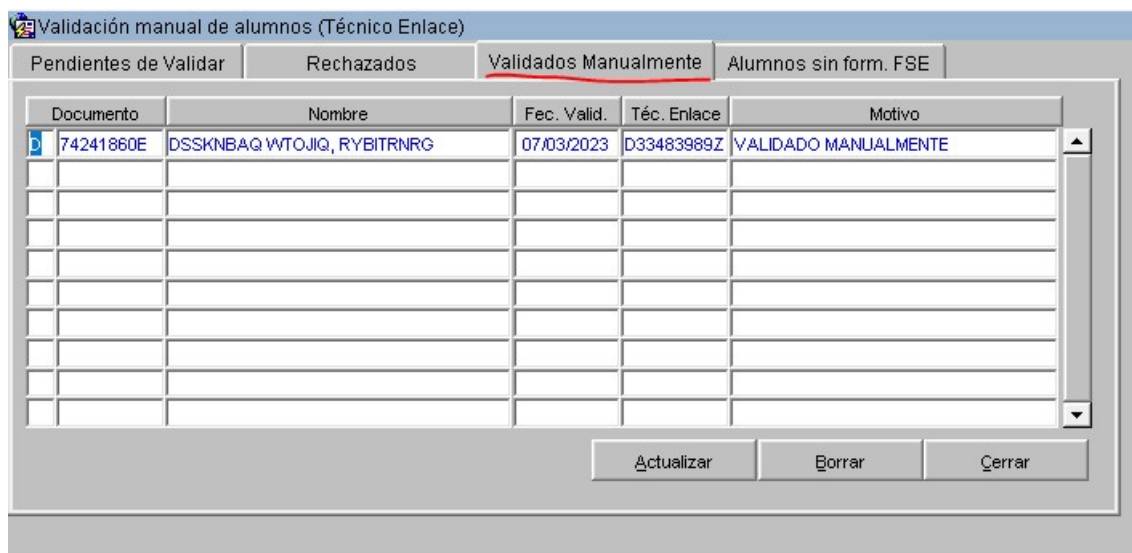 Validación manual de alumnos (Técnico Enlace)
Pendientes de Validar Rechazados Validados Manualmente Alumnos sin form. FSE
Documento Nombre Fec. Valid. Téc. Enlace Motivo
D 74241860E DSSKNBAQ WTOJIQ, RYBITRNRG 07/03/2023 D33483989Z VALIDADO MANUALMENTE
Actualizar Borrar Cerrar